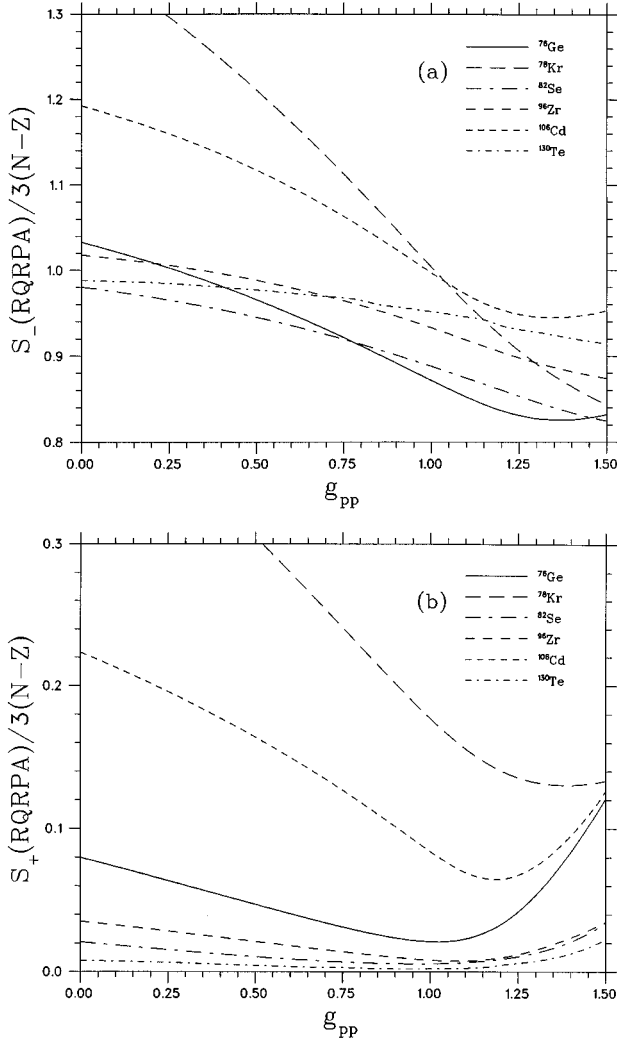 1.3
1.2
1.1
1.0
0.9
0.8
S_(RQRPA)/3(N−Z)
(a)
⁷⁶Ge
⁷⁸Kr
⁸²Se
⁹⁶Zr
¹⁰⁶Cd
¹³⁰Te
0.00 0.25 0.50 0.75 1.00 1.25 1.50
g_pp
0.3
0.2
0.1
0.0
S₊(RQRPA)/3(N−Z)
(b)
⁷⁶Ge
⁷⁸Kr
⁸²Se
⁹⁶Zr
¹⁰⁶Cd
¹³⁰Te
0.00 0.25 0.50 0.75 1.00 1.25 1.50
g_pp